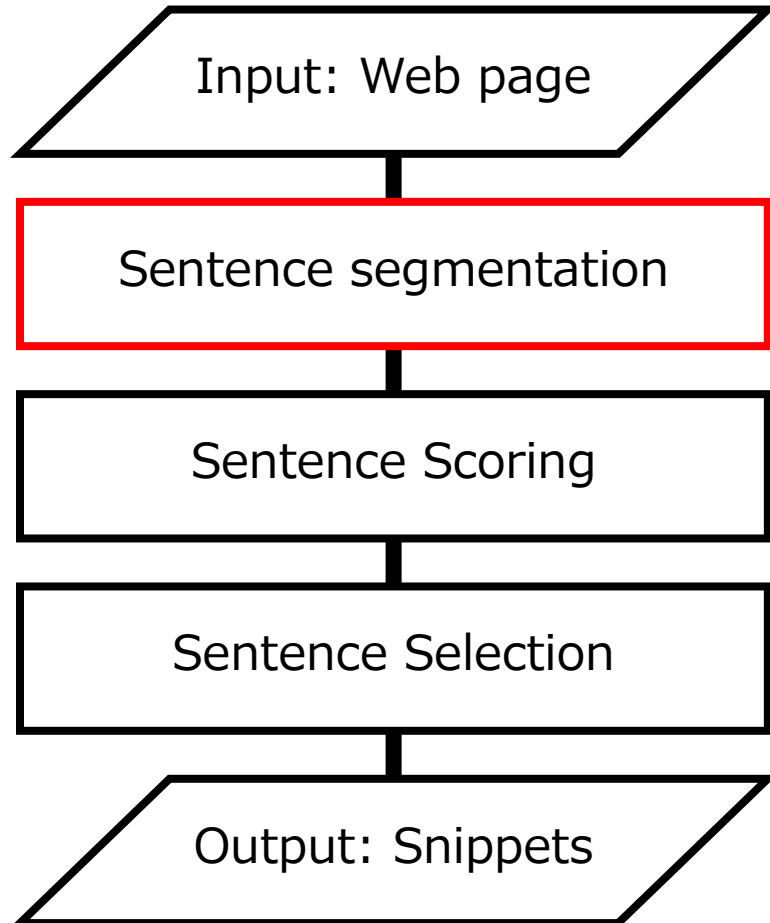 Input: Web page
Sentence segmentation
Sentence Scoring
Sentence Selection
Output: Snippets